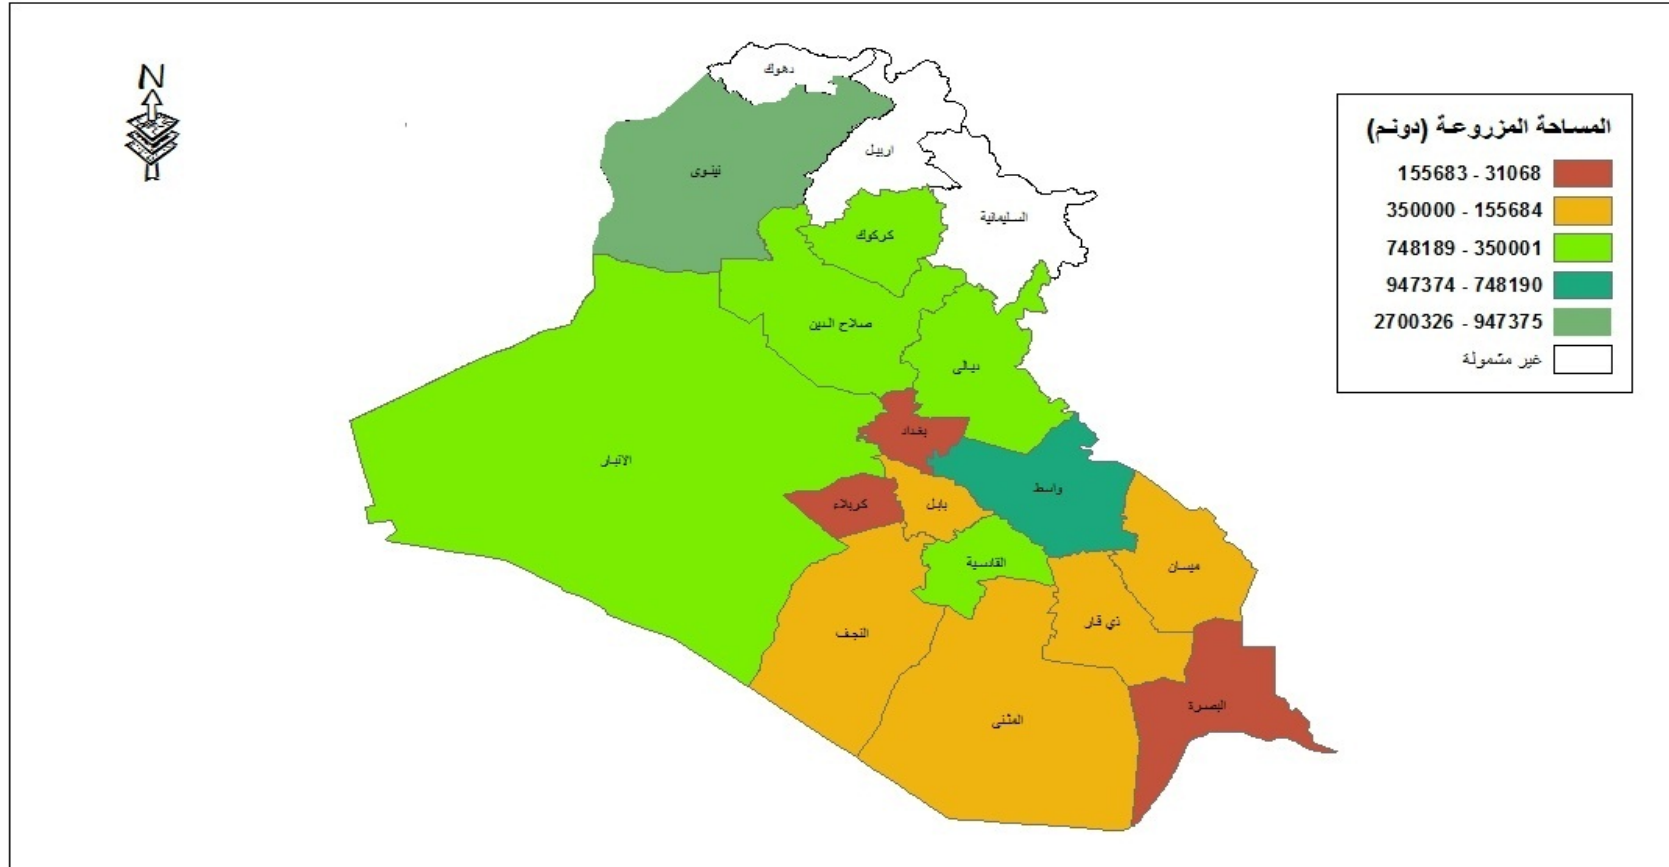 N
المساحة المزروعة (دونم)
155683 - 31068
350000 - 155684
748189 - 350001
947374 - 748190
2700326 - 947375
غير مشمولة
دهوك
اربيل
نينوى
السليمانية
كركوك
صلاح الدين
ديالى
بغداد
الانبار
واسط
كربلاء
بابل
القادسية
ميسان
ذي قار
النجف
البصرة
المثنى